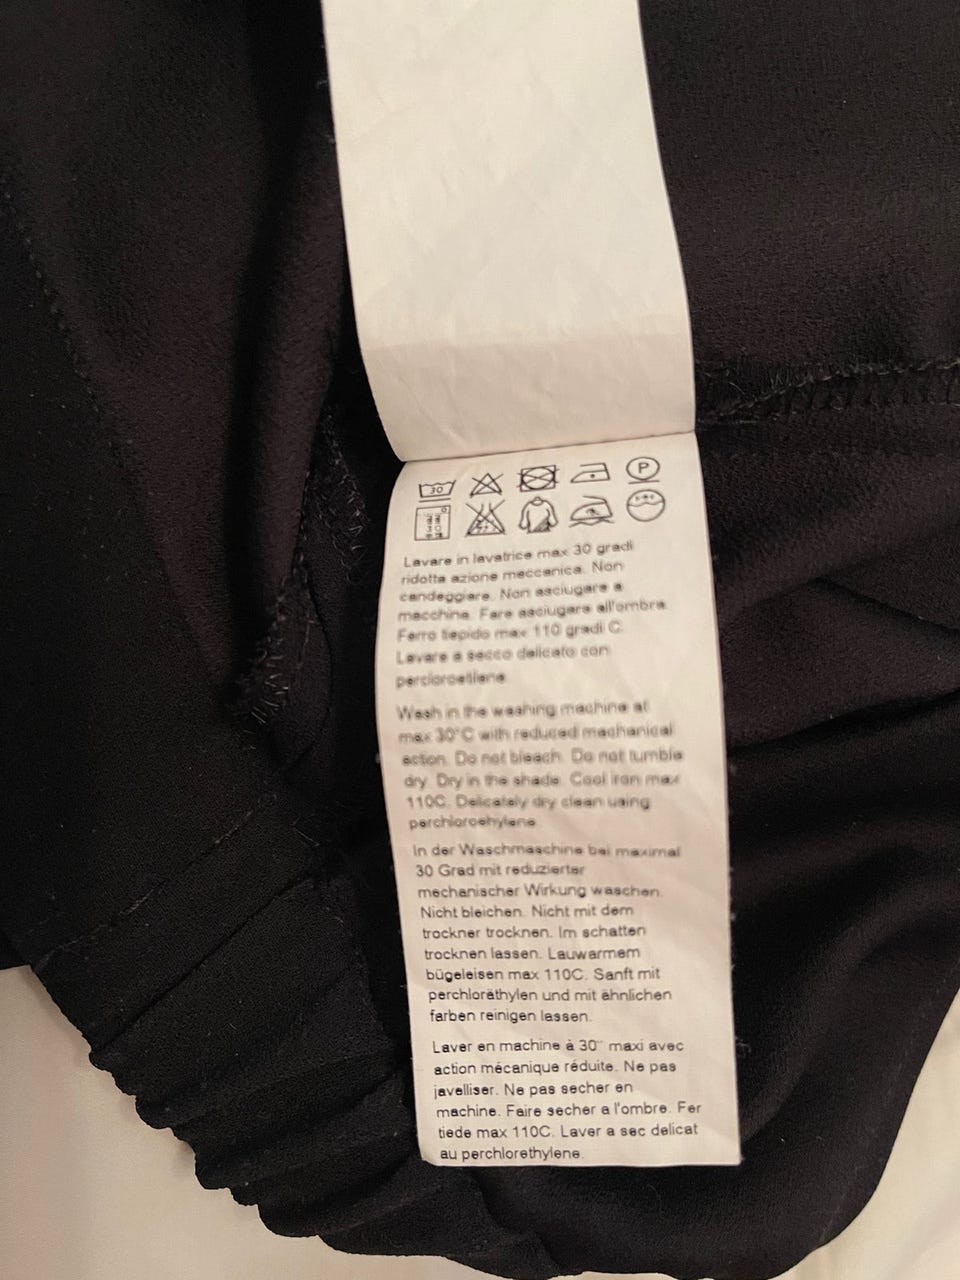 30 P
Lavare in lavatrice max 30 gradi
ridotta azione meccanica. Non
candeggiare. Non asciugare a
macchina. Fare asciugare all'ombra.
Ferro tiepido max 110 gradi C.
Lavare a secco delicato con
percloroetilene.
Wash in the washing machine at
max 30°C with reduced mechanical
action. Do not bleach. Do not tumble
dry. Dry in the shade. Cool iron max
110C. Delicately dry clean using
In der Waschmaschine bei maximal
30 Grad mit reduzierter
mechanischer Wirkung waschen.
Nicht bleichen. Nicht mit dem
trockner trocknen. Im schatten
trocknen lassen. Lauwarmem
bügeleisen max 110C. Sanft mit
perchloräthylen und mit ähnlichen
farben reinigen lassen.
Laver en machine à 30° maxi avec
action mécanique réduite. Ne pas
javelliser. Ne pas secher en
machine. Faire secher a l'ombre. Fer
tiede max 110C. Laver a sec delicat
au perchlorethylene.